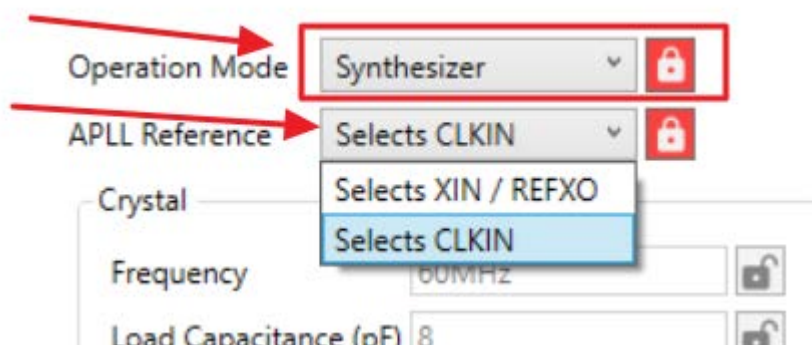 Operation Mode Synthesizer
APLL Reference Selects CLKIN
Selects XIN / REFXO
Crystal
Selects CLKIN
Frequency 60MHz
Load Capacitance (pF) 8